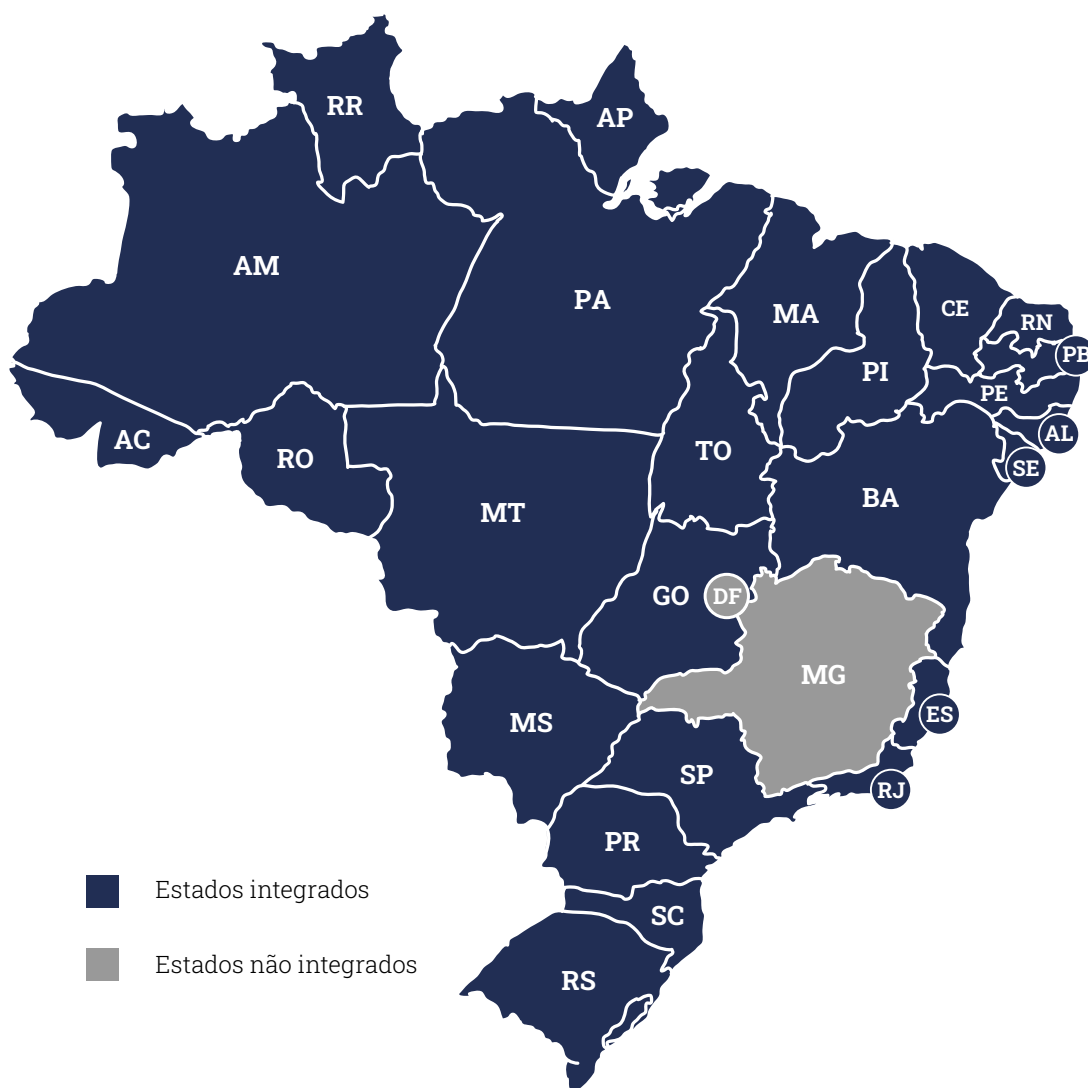 RR
AP
AM
PA
MA
CE
RN
PB
PI
PE
AC
RO
TO
AL
SE
MT
BA
GO
DF
MG
MS
ES
SP
RJ
PR
Estados integrados
SC
Estados não integrados
RS